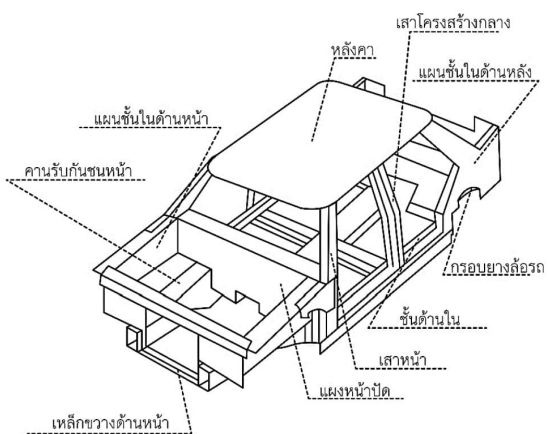 เสาโครงสร้างกลาง
หลังคา
แผนชั้นในด้านหลัง
แผนชั้นในด้านหน้า
คานรับกันชนหน้า
กรอบยางล้อรถ
ชั้นด้านใน
เสาหน้า
แผงหน้าปัด
เหล็กขวางด้านหน้า